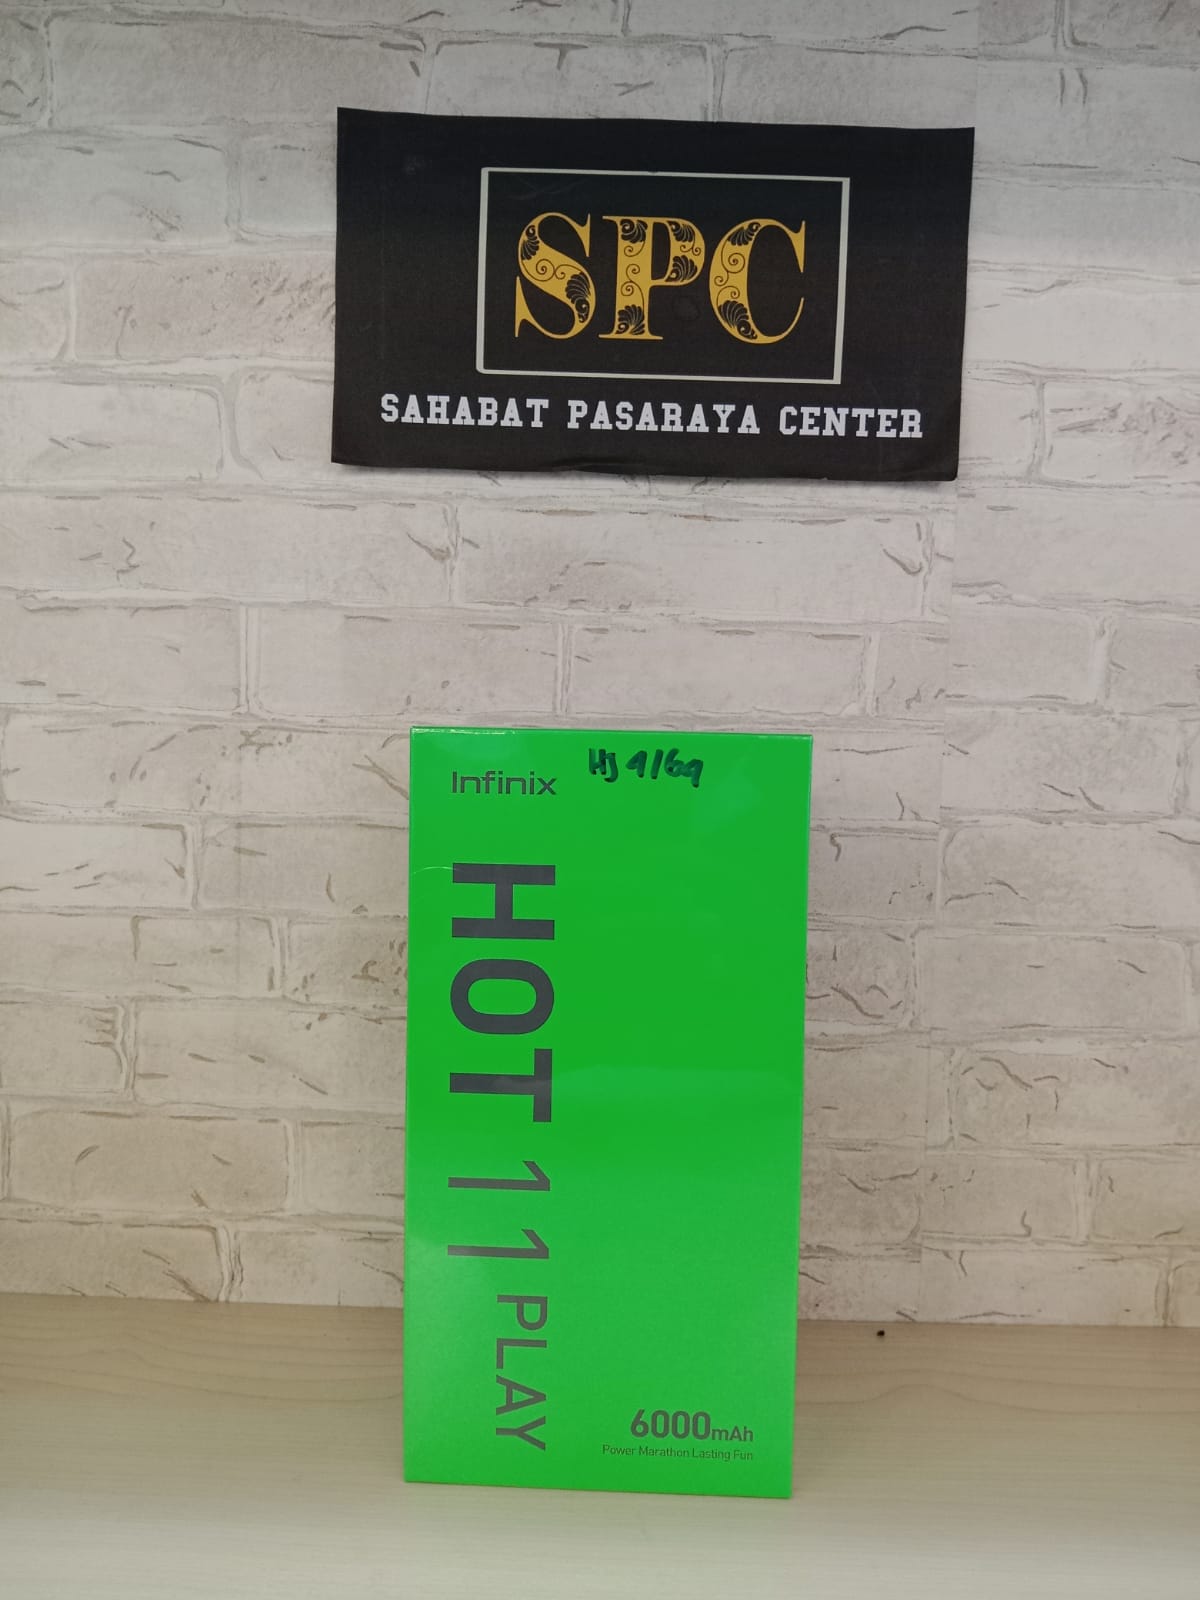 SPC
SAHABAT PASARAYA CENTER
Infinix
Hj 4/64
HOT 11 PLAY
6000mAh
Power Marathon Lasting Fun